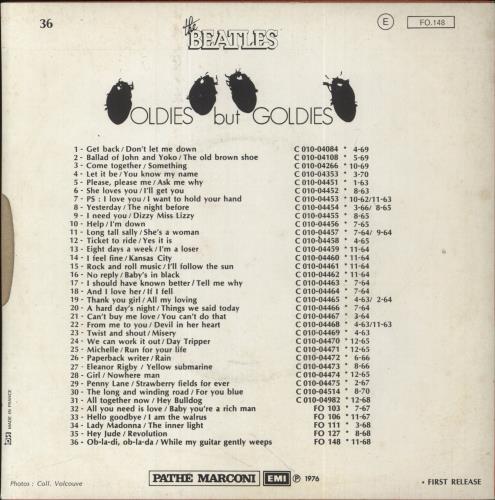 36
E
FO.148
the
BEATLES
OLDIES but GOLDIES
1 - Get back / Don't let me down C 010-04084 * 4-69
2 - Ballad of John and Yoko / The old brown shoe C 010-04108 * 5-69
3 - Come together / Something C 010-04266 * 10-69
4 - Let it be / You know my name C 010-04353 * 3-70
5 - Please, please me / Ask me why C 010-04451 * 1-63
6 - She loves you / I'll get you C 010-04452 * 8-63
7 - PS : I love you / I want to hold your hand C 010-04453 * 10-62/11-63
8 - Yesterday / The night before C 010-04454 * 3-66/ 8-65
9 - I need you / Dizzy Miss Lizzy C 010-04455 * 8-65
10 - Help / I'm down C 010-04456 * 7-65
11 - Long tall sally / She's a woman C 010-04457 * 7-64/ 9-64
12 - Ticket to ride / Yes it is C 010-04458 * 4-65
13 - Eight days a week / I'm a loser C 010-04459 * 11-64
14 - I feel fine / Kansas City C 010-04460 * 11-64
15 - Rock and roll music / I'll follow the sun C 010-04461 * 11-64
16 - No reply / Baby's in black C 010-04462 * 11-64
17 - I should have known better / Tell me why C 010-04463 * 7-64
18 - And I love her / If I fell C 010-04464 * 7-64
19 - Thank you girl / All my loving C 010-04465 * 4-63/ 2-64
20 - A hard day's night / Things we said today C 010-04466 * 7-64
21 - Can't buy me love / You can't do that C 010-04467 * 3-64
22 - From me to you / Devil in her heart C 010-04468 * 4-63/11-63
23 - Twist and shout / Misery C 010-04469 * 4-63
24 - We can work it out / Day Tripper C 010-04470 * 12-65
25 - Michelle / Run for your life C 010-04471 * 12-65
26 - Paperback writer / Rain C 010-04472 * 6-66
27 - Eleanor Rigby / Yellow submarine C 010-04473 * 8-66
28 - Girl / Nowhere man C 010-04474 * 12-65
29 - Penny Lane / Strawberry fields for ever C 010-04475 * 2-67
30 - The long and winding road / For you blue C 010-04514 * 8-70
31 - All together now / Hey Bulldog C 010-04982 * 12-68
32 - All you need is love / Baby you're a rich man FO 103 * 7-67
33 - Hello goodbye / I am the walrus FO 106 * 11-67
34 - Lady Madonna / The inner light FO 111 * 3-68
35 - Hey Jude / Revolution FO 127 * 8-68
36 - Ob-la-di, ob-la-da / While my guitar gently weeps FO 148 * 11-68
MADE IN FRANCE
PATHE MARCONI EMI Ⓟ 1976
Photos : Coll. Volcouve
* FIRST RELEASE